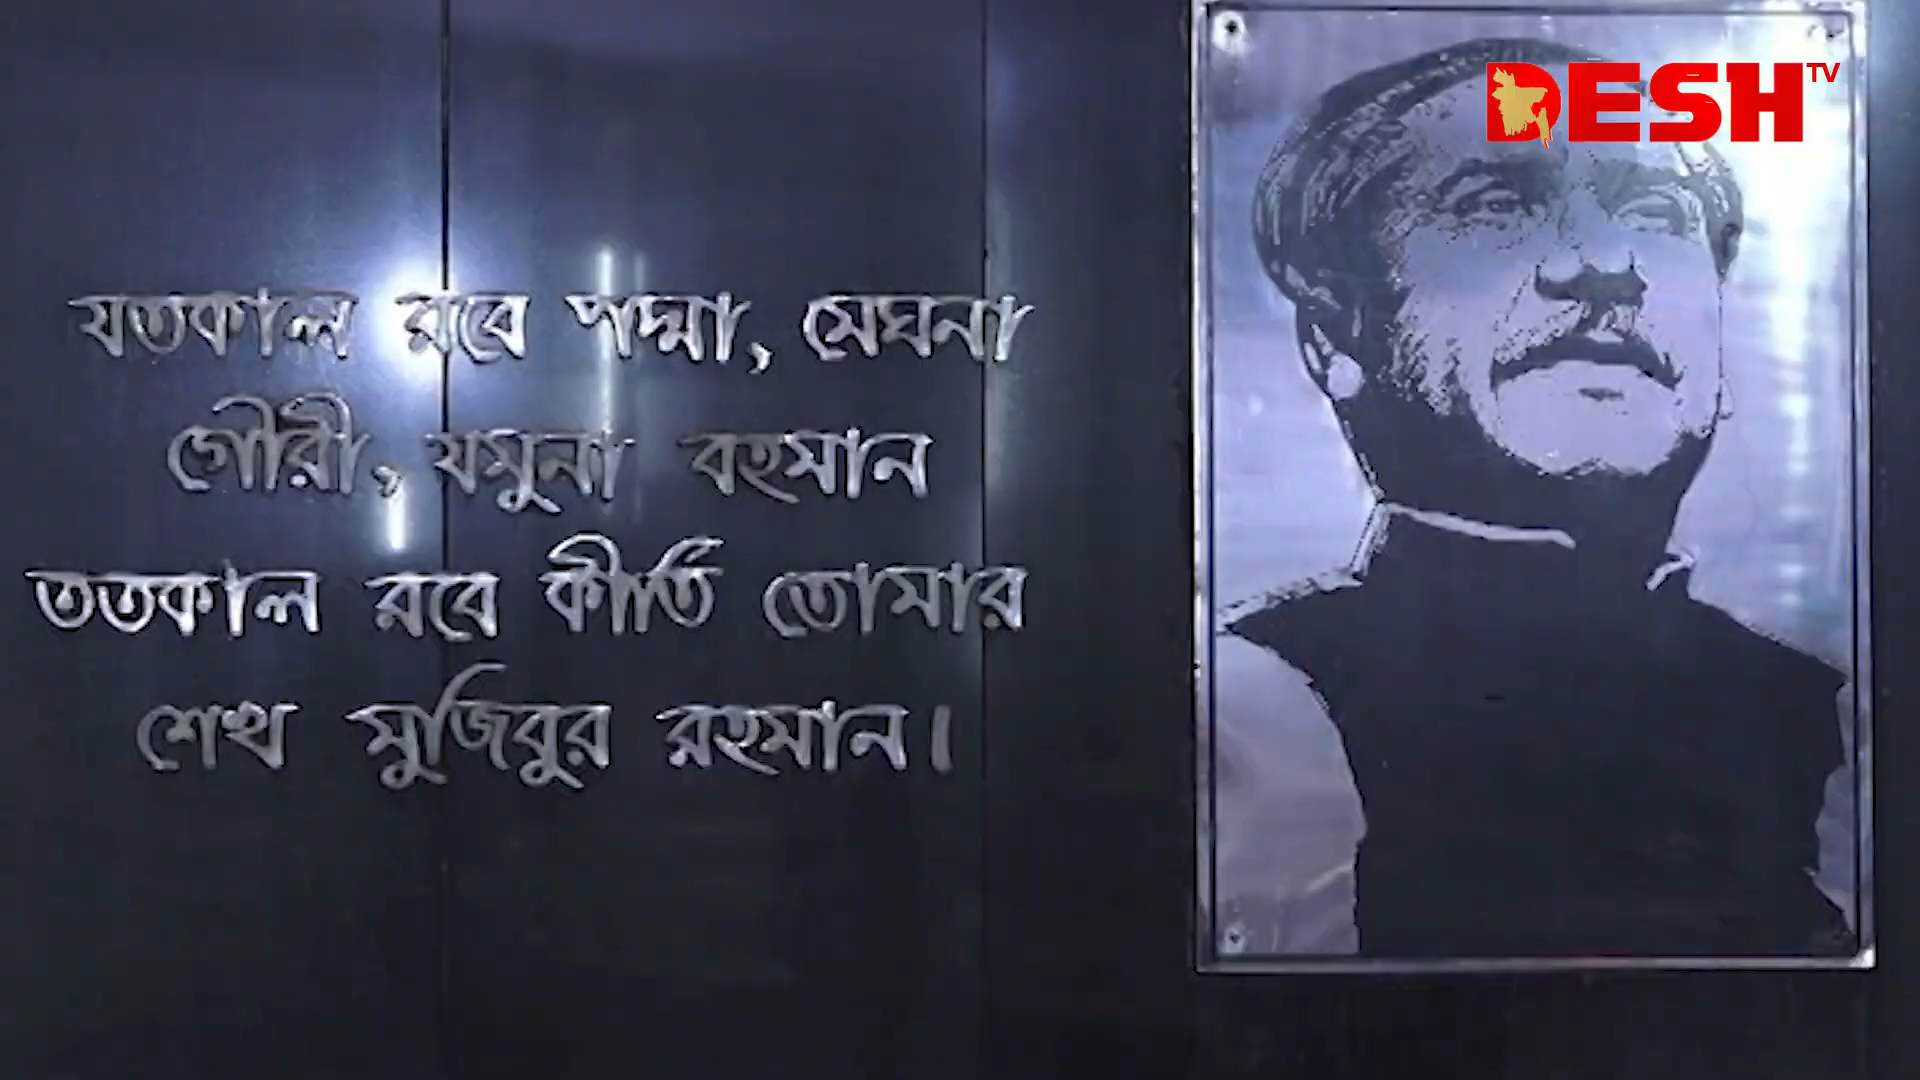 যতকাল রবে পদ্মা, মেঘনা
গৌরী, যমুনা বহমান
ততকাল রবে কীর্তি তোমার
শেখ মুজিবুর রহমান।
DESH TV